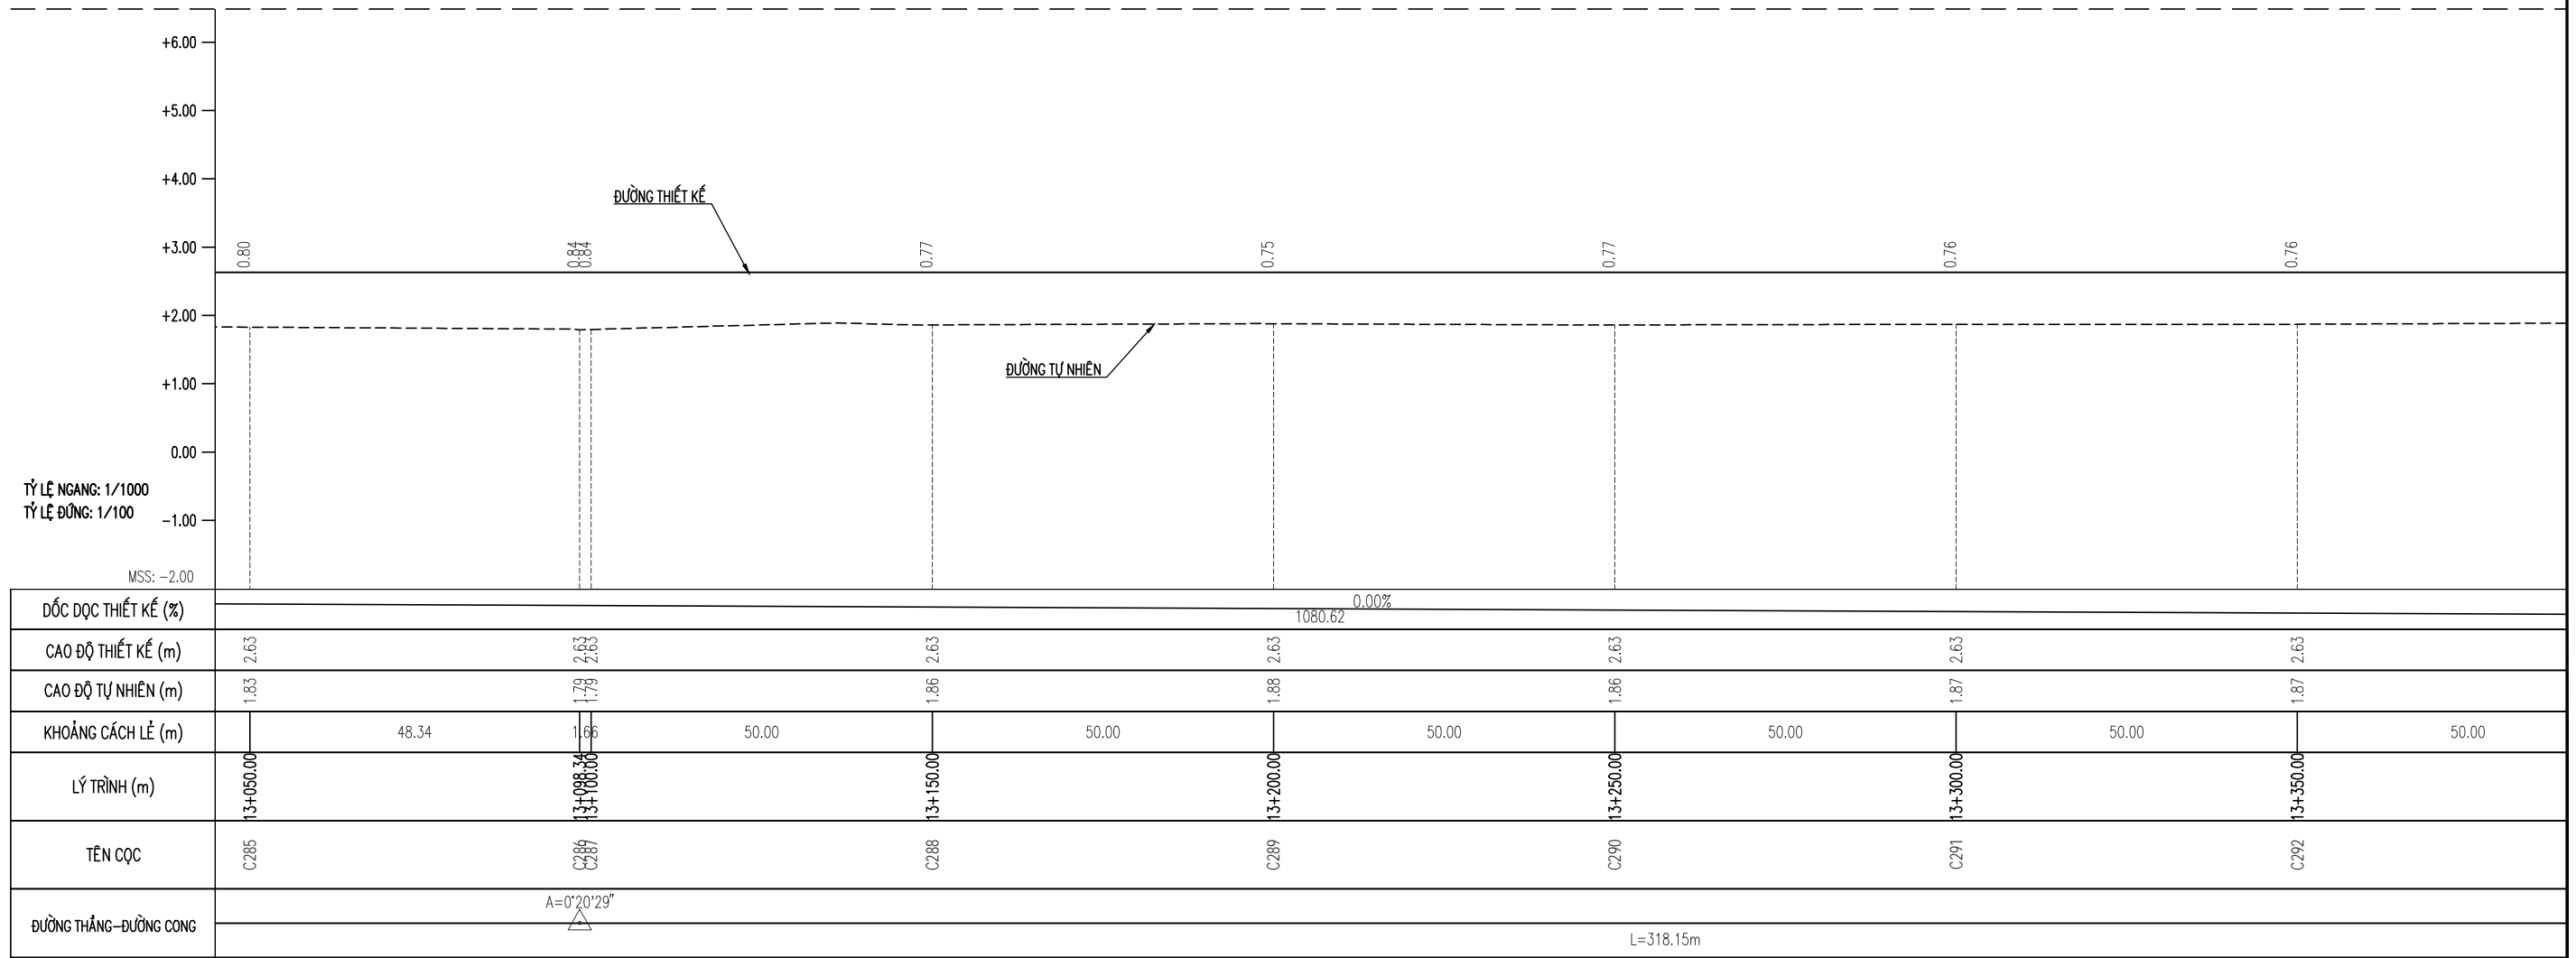 +6.00
+5.00
+4.00
+3.00
+2.00
+1.00
0.00
-1.00
TỶ LỆ NGANG: 1/1000
TỶ LỆ ĐỨNG: 1/100
MSS: -2.00
ĐƯỜNG THIẾT KẾ
0.80 0.84 0.84 0.77 0.75 0.77 0.76 0.76
ĐƯỜNG TỰ NHIÊN
DỐC DỌC THIẾT KẾ (%) 0.00% 1080.62
CAO ĐỘ THIẾT KẾ (m) 2.63 2.63 2.63 2.63 2.63 2.63 2.63 2.63
CAO ĐỘ TỰ NHIÊN (m) 1.83 1.79 1.79 1.86 1.88 1.86 1.87 1.87
KHOẢNG CÁCH LẺ (m) 48.34 1.66 50.00 50.00 50.00 50.00 50.00 50.00
LÝ TRÌNH (m) 13+050.00 13+098.34 13+100.00 13+150.00 13+200.00 13+250.00 13+300.00 13+350.00
TÊN CỌC C285 C286 C287 C288 C289 C290 C291 C292
ĐƯỜNG THẲNG-ĐƯỜNG CONG A=0°20'29" L=318.15m